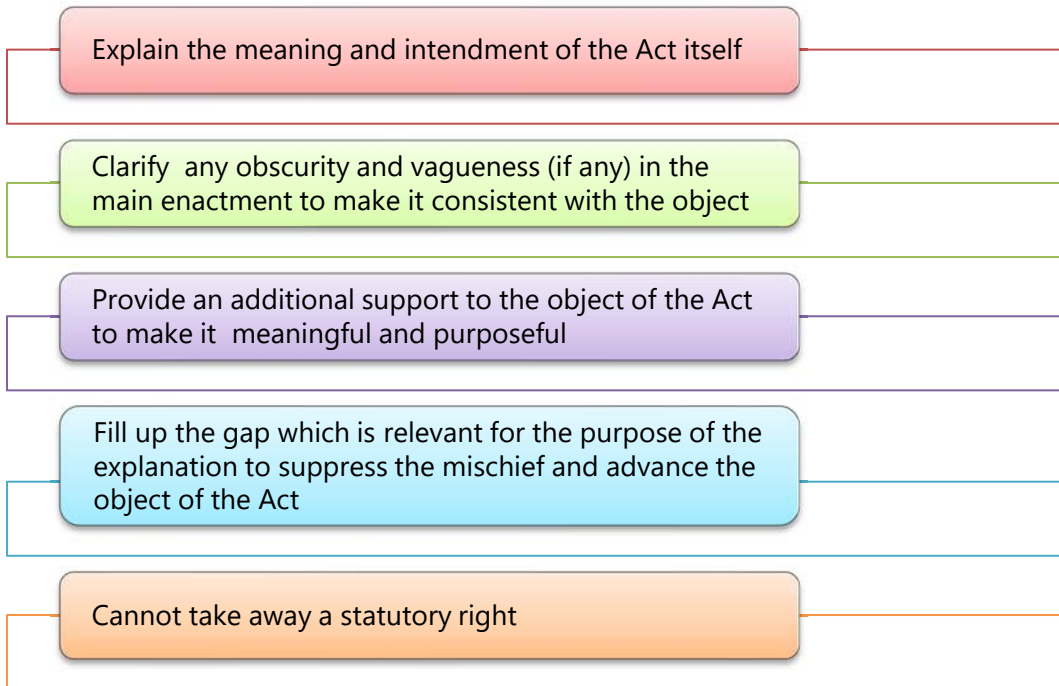 Explain the meaning and intendment of the Act itself
Clarify any obscurity and vagueness (if any) in the
main enactment to make it consistent with the object
Provide an additional support to the object of the Act
to make it meaningful and purposeful
Fill up the gap which is relevant for the purpose of the
explanation to suppress the mischief and advance the
object of the Act
Cannot take away a statutory right